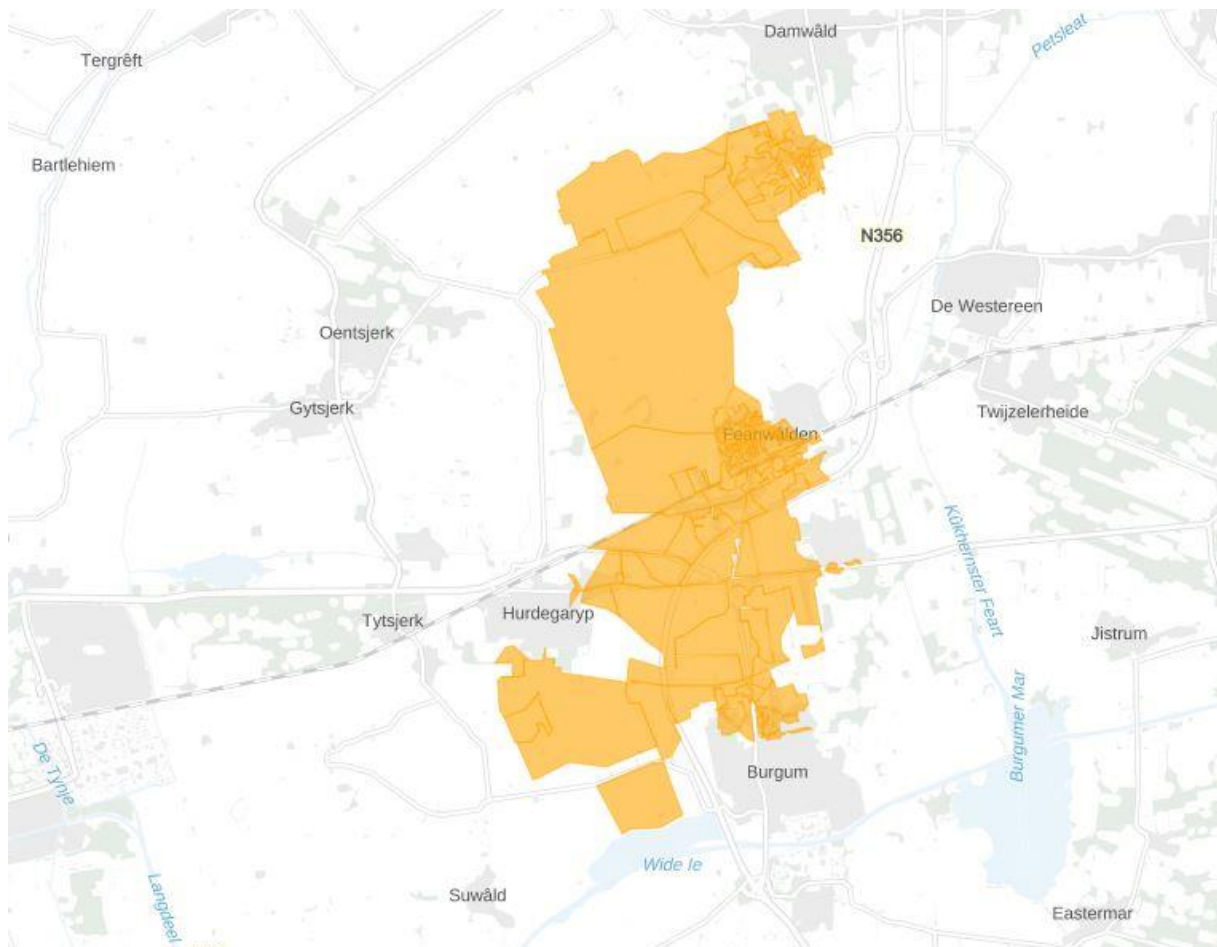 Damwâld
Petsleat
Tergrêft
Bartlehiem
N356
De Westereen
Oentsjerk
Gytsjerk
Twijzelerheide
Feanwâlden
Kûkhernster Feart
Hurdegaryp
Tytsjerk
Jistrum
Burgumer Mar
De Tynje
Burgum
Wide Ie
Suwâld
Langdeel
Eastermar